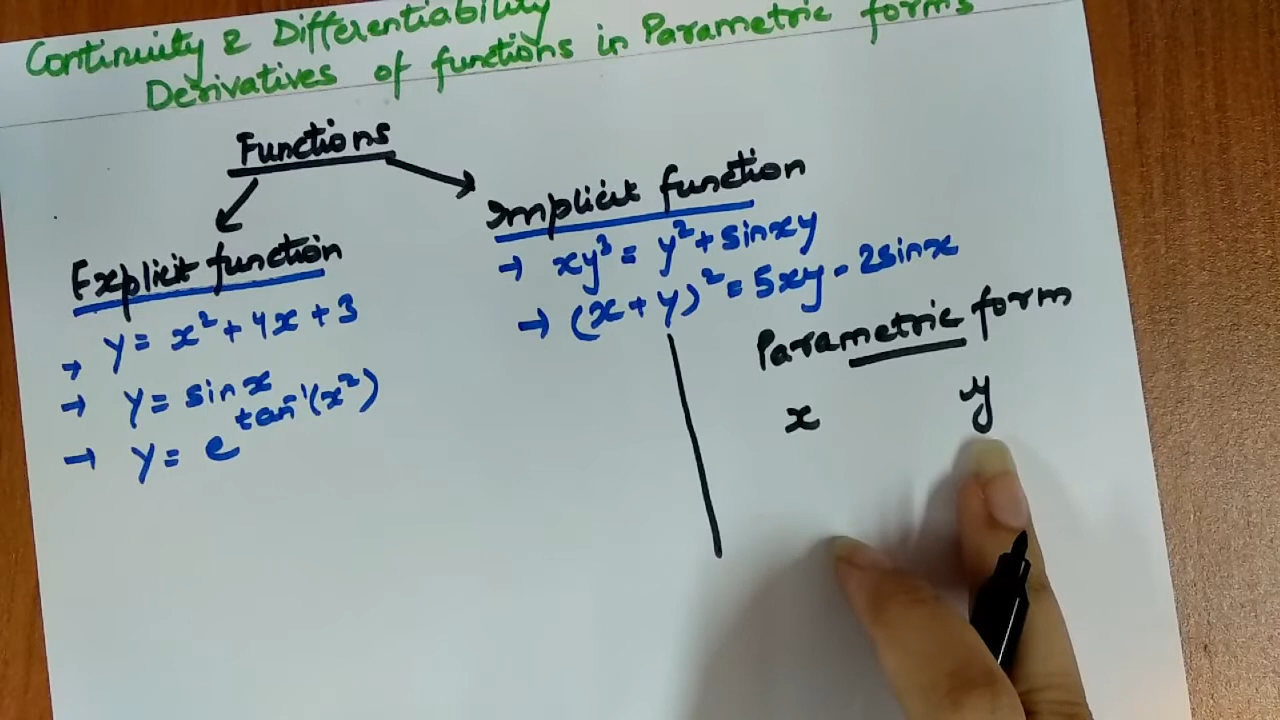 Continuity & Differentiability
Derivatives of functions in Parametric forms
Functions
Explicit function
→ y = x² + 4x + 3
→ y = sin x
→ y = e^tan⁻¹(x²)
Implicit function
→ xy³ = y² + sinxy
→ (x + y)² = 5xy - 2sinx
Parametric form
x y